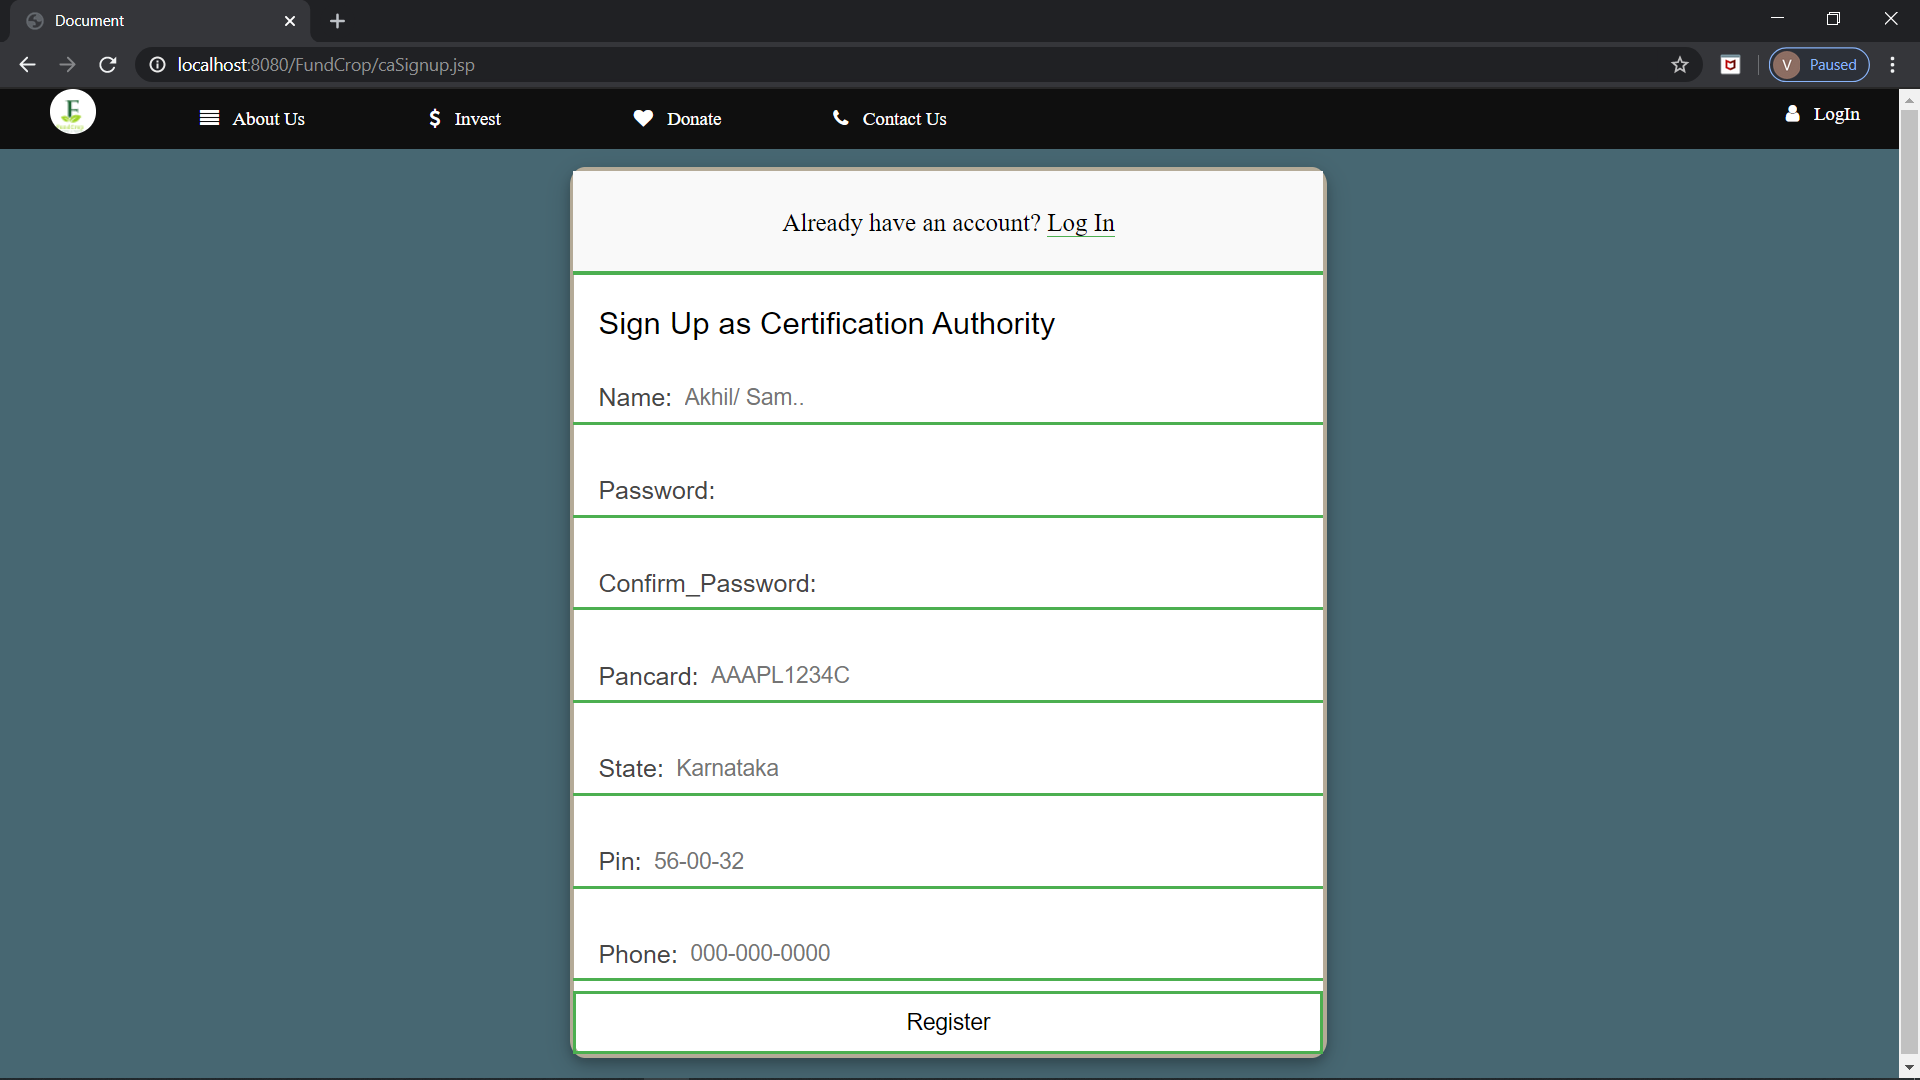 Document
localhost:8080/FundCrop/caSignup.jsp
V Paused
F
About Us Invest Donate Contact Us LogIn
Already have an account? Log In
Sign Up as Certification Authority
Name: Akhil/ Sam..
Password:
Confirm_Password:
Pancard: AAAPL1234C
State: Karnataka
Pin: 56-00-32
Phone: 000-000-0000
Register